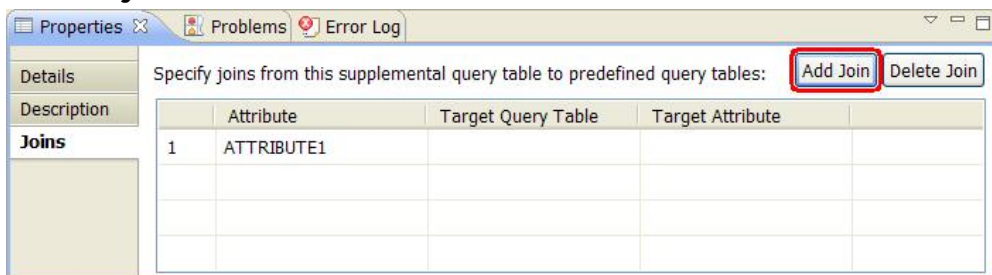 Properties Problems Error Log
Details
Description
Joins
Specify joins from this supplemental query table to predefined query tables: Add Join Delete Join
Attribute Target Query Table Target Attribute
1 ATTRIBUTE1